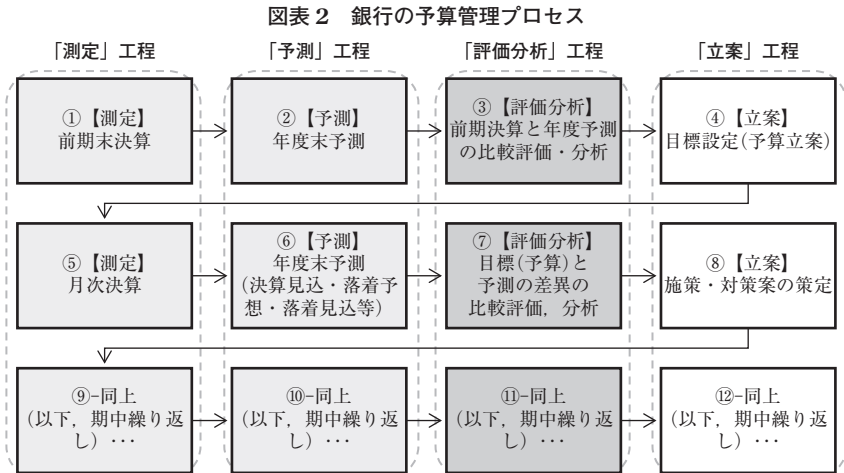 図表2 銀行の予算管理プロセス
「測定」工程
「予測」工程
「評価分析」工程
「立案」工程
①【測定】
前期末決算
②【予測】
年度末予測
③【評価分析】
前期決算と年度予測
の比較評価・分析
④【立案】
目標設定(予算立案)
⑤【測定】
月次決算
⑥【予測】
年度末予測
(決算見込・落着予
想・落着見込等)
⑦【評価分析】
目標(予算)と
予測の差異の
比較評価，分析
⑧【立案】
施策・対策案の策定
⑨-同上
(以下，期中繰り返
し)･･･
⑩-同上
(以下，期中繰り返
し)･･･
⑪-同上
(以下，期中繰り返
し)･･･
⑫-同上
(以下，期中繰り返
し)･･･